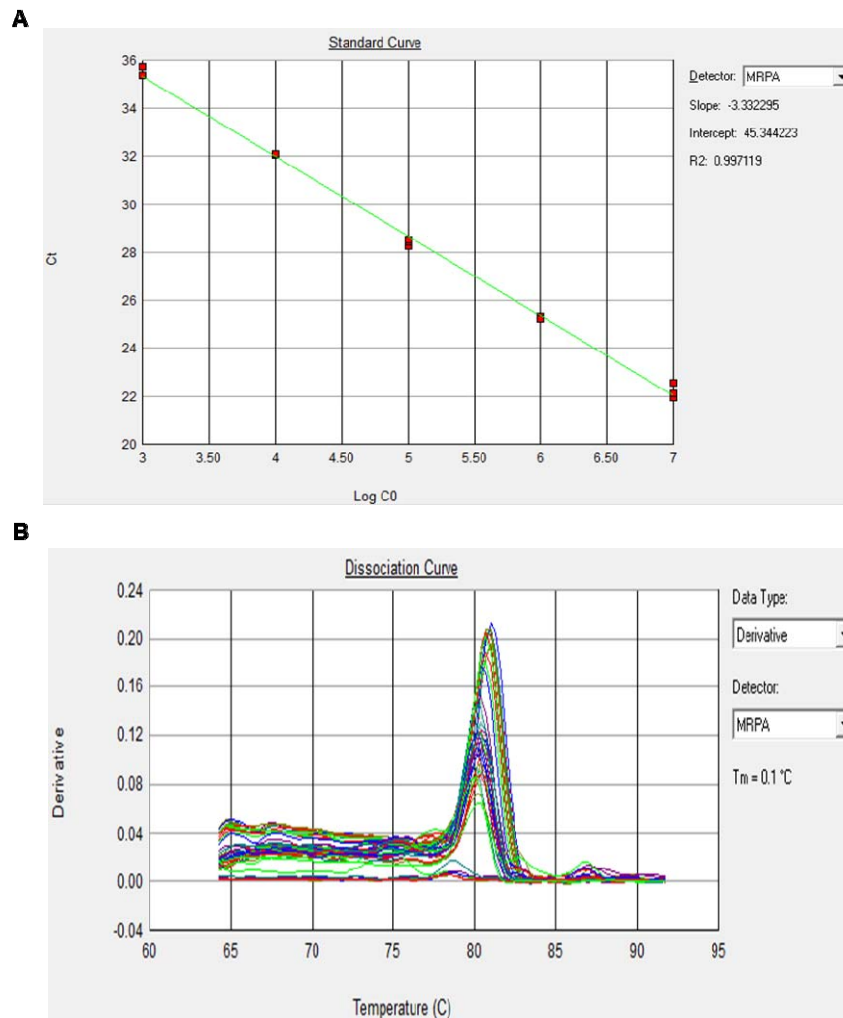 A
Standard Curve
36
34
32
30
28
26
24
22
20
Ct
3 3.50 4 4.50 5 5.50 6 6.50 7
Log C0
Detector: MRPA
Slope: -3.332295
Intercept: 45.344223
R2: 0.997119
B
Dissociation Curve
0.24
0.20
0.16
0.12
0.08
0.04
0.00
-0.04
Derivative
60 65 70 75 80 85 90 95
Temperature (C)
Data Type:
Derivative
Detector:
MRPA
Tm = 0.1 °C